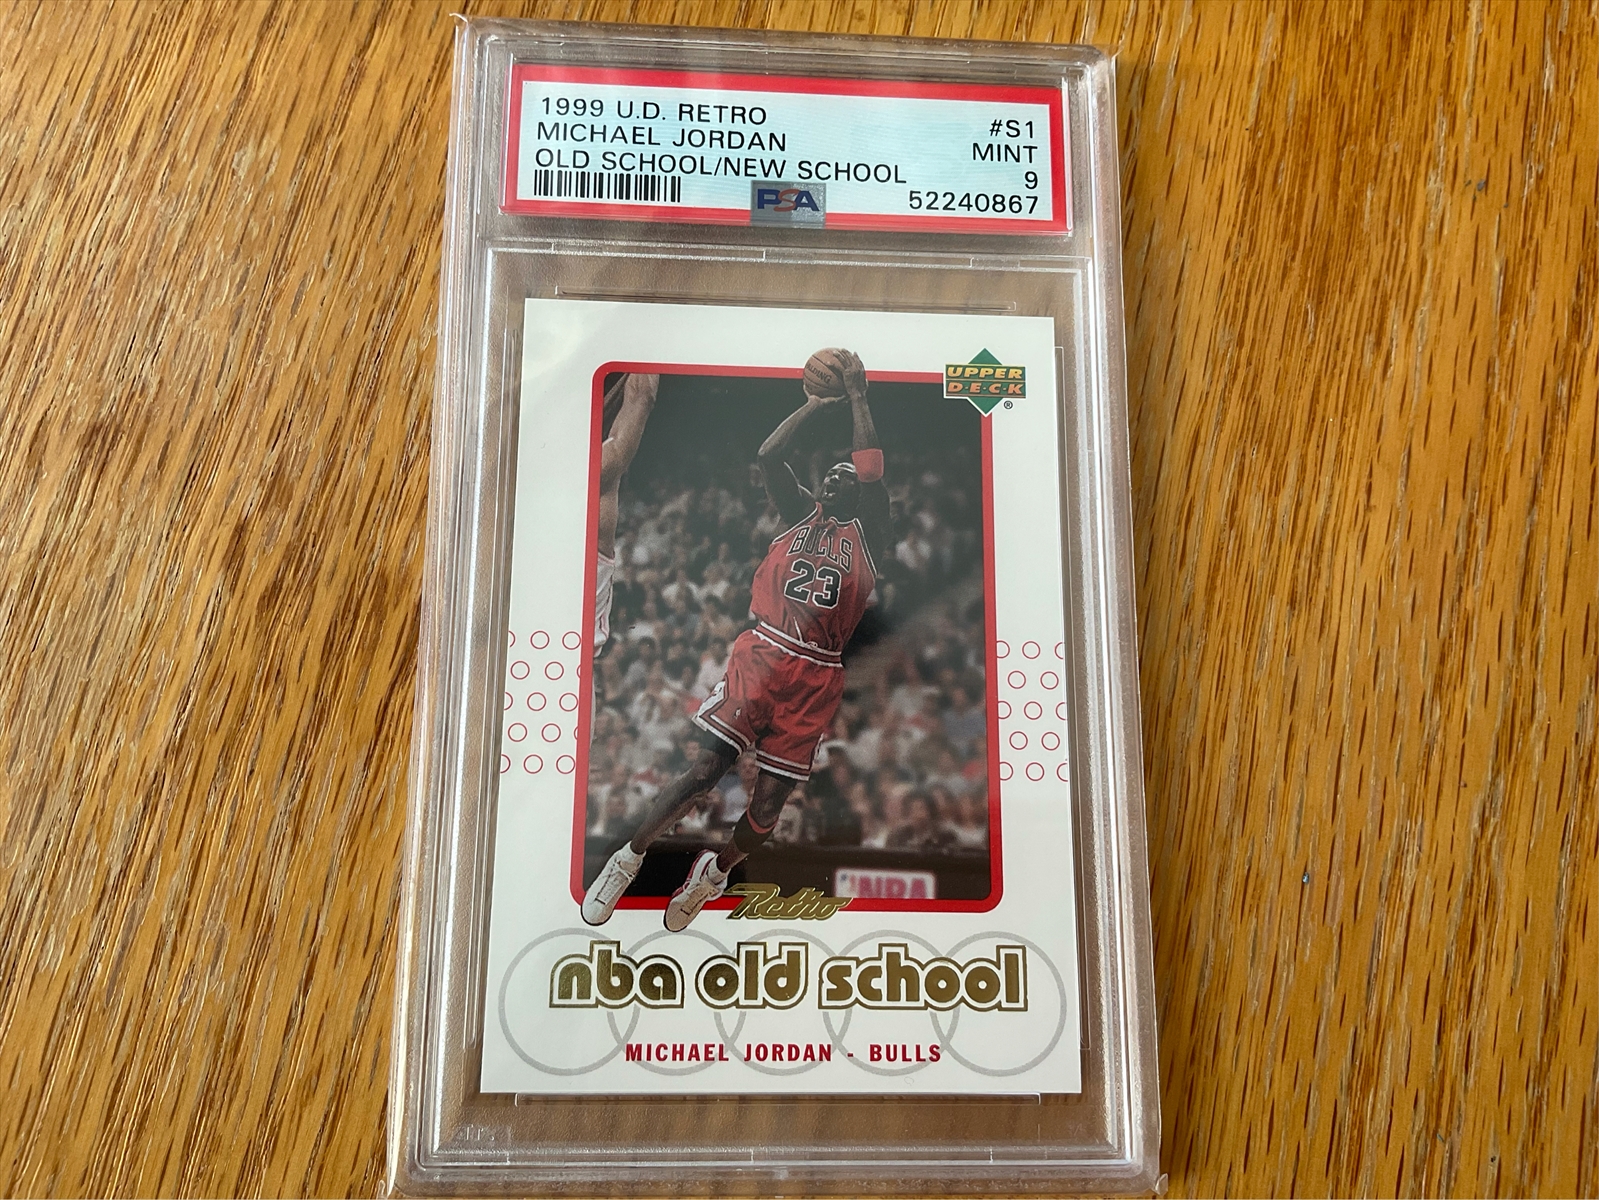 1999 U.D. RETRO
#S1
MICHAEL JORDAN
MINT
OLD SCHOOL/NEW SCHOOL
9
PSA
52240867
UPPER
DECK
®
SPALDING
BULLS
23
NBA
Retro
nba old school
MICHAEL JORDAN - BULLS